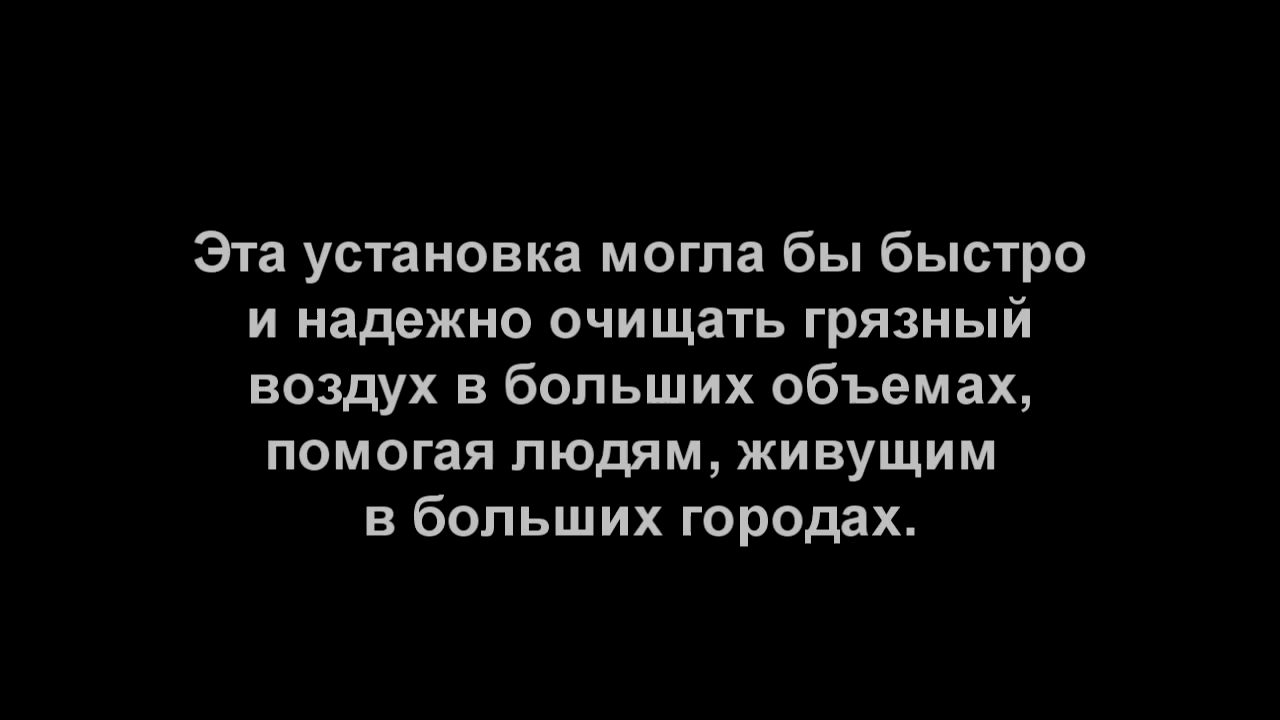 Эта установка могла бы быстро
и надежно очищать грязный
воздух в больших объемах,
помогая людям, живущим
в больших городах.